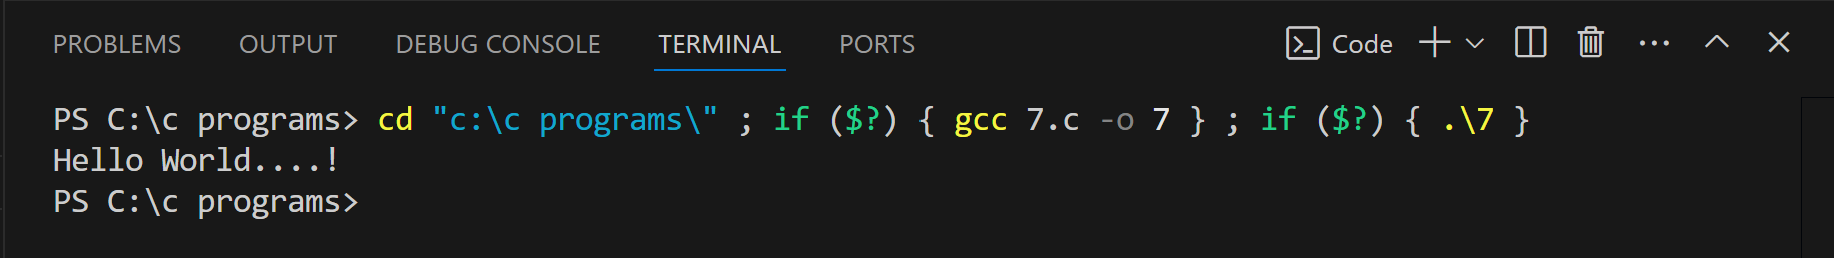 PROBLEMS OUTPUT DEBUG CONSOLE TERMINAL PORTS Code
PS C:\c programs> cd "c:\c programs\" ; if ($?) { gcc 7.c -o 7 } ; if ($?) { .\7 }
Hello World....!
PS C:\c programs>